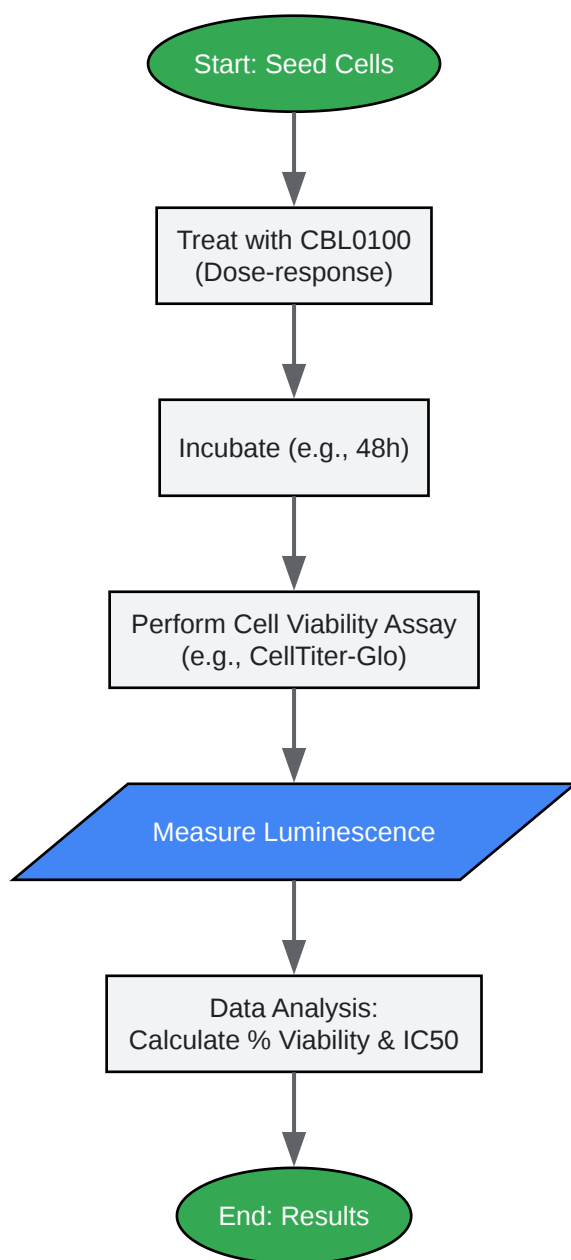 Start: Seed Cells
Treat with CBL0100
(Dose-response)
Incubate (e.g., 48h)
Perform Cell Viability Assay
(e.g., CellTiter-Glo)
Measure Luminescence
Data Analysis:
Calculate % Viability & IC50
End: Results